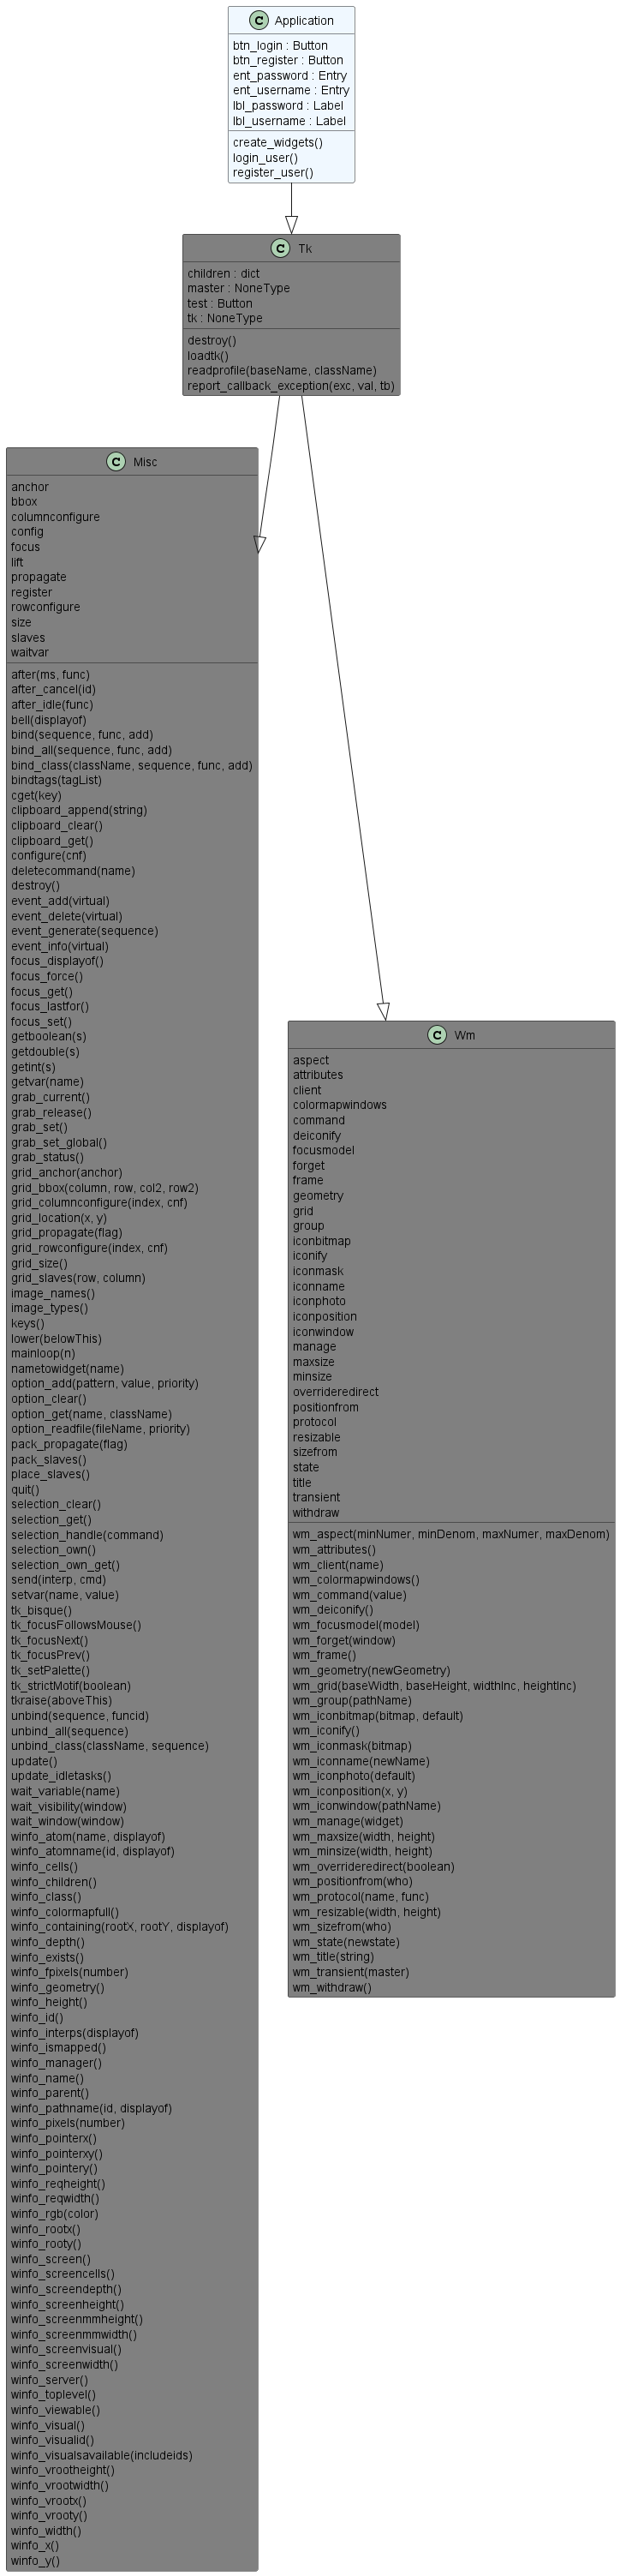 C Application
btn_login : Button
btn_register : Button
ent_password : Entry
ent_username : Entry
lbl_password : Label
lbl_username : Label
create_widgets()
login_user()
register_user()
C Tk
children : dict
master : NoneType
test : Button
tk : NoneType
destroy()
loadtk()
readprofile(baseName, className)
report_callback_exception(exc, val, tb)
C Misc
anchor
bbox
columnconfigure
config
focus
lift
propagate
register
rowconfigure
size
slaves
waitvar
after(ms, func)
after_cancel(id)
after_idle(func)
bell(displayof)
bind(sequence, func, add)
bind_all(sequence, func, add)
bind_class(className, sequence, func, add)
bindtags(tagList)
cget(key)
clipboard_append(string)
clipboard_clear()
clipboard_get()
configure(cnf)
deletecommand(name)
destroy()
event_add(virtual)
event_delete(virtual)
event_generate(sequence)
event_info(virtual)
focus_displayof()
focus_force()
focus_get()
focus_lastfor()
focus_set()
getboolean(s)
getdouble(s)
getint(s)
getvar(name)
grab_current()
grab_release()
grab_set()
grab_set_global()
grab_status()
grid_anchor(anchor)
grid_bbox(column, row, col2, row2)
grid_columnconfigure(index, cnf)
grid_location(x, y)
grid_propagate(flag)
grid_rowconfigure(index, cnf)
grid_size()
grid_slaves(row, column)
image_names()
image_types()
keys()
lower(belowThis)
mainloop(n)
nametowidget(name)
option_add(pattern, value, priority)
option_clear()
option_get(name, className)
option_readfile(fileName, priority)
pack_propagate(flag)
pack_slaves()
place_slaves()
quit()
selection_clear()
selection_get()
selection_handle(command)
selection_own()
selection_own_get()
send(interp, cmd)
setvar(name, value)
tk_bisque()
tk_focusFollowsMouse()
tk_focusNext()
tk_focusPrev()
tk_setPalette()
tk_strictMotif(boolean)
tkraise(aboveThis)
unbind(sequence, funcid)
unbind_all(sequence)
unbind_class(className, sequence)
update()
update_idletasks()
wait_variable(name)
wait_visibility(window)
wait_window(window)
winfo_atom(name, displayof)
winfo_atomname(id, displayof)
winfo_cells()
winfo_children()
winfo_class()
winfo_colormapfull()
winfo_containing(rootX, rootY, displayof)
winfo_depth()
winfo_exists()
winfo_fpixels(number)
winfo_geometry()
winfo_height()
winfo_id()
winfo_interps(displayof)
winfo_ismapped()
winfo_manager()
winfo_name()
winfo_parent()
winfo_pathname(id, displayof)
winfo_pixels(number)
winfo_pointerx()
winfo_pointerxy()
winfo_pointery()
winfo_reqheight()
winfo_reqwidth()
winfo_rgb(color)
winfo_rootx()
winfo_rooty()
winfo_screen()
winfo_screencells()
winfo_screendepth()
winfo_screenheight()
winfo_screenmmheight()
winfo_screenmmwidth()
winfo_screenvisual()
winfo_screenwidth()
winfo_server()
winfo_toplevel()
winfo_viewable()
winfo_visual()
winfo_visualid()
winfo_visualsavailable(includeids)
winfo_vrootheight()
winfo_vrootwidth()
winfo_vrootx()
winfo_vrooty()
winfo_width()
winfo_x()
winfo_y()
C Wm
aspect
attributes
client
colormapwindows
command
deiconify
focusmodel
forget
frame
geometry
grid
group
iconbitmap
iconify
iconmask
iconname
iconphoto
iconposition
iconwindow
manage
maxsize
minsize
overrideredirect
positionfrom
protocol
resizable
sizefrom
state
title
transient
withdraw
wm_aspect(minNumer, minDenom, maxNumer, maxDenom)
wm_attributes()
wm_client(name)
wm_colormapwindows()
wm_command(value)
wm_deiconify()
wm_focusmodel(model)
wm_forget(window)
wm_frame()
wm_geometry(newGeometry)
wm_grid(baseWidth, baseHeight, widthInc, heightInc)
wm_group(pathName)
wm_iconbitmap(bitmap, default)
wm_iconify()
wm_iconmask(bitmap)
wm_iconname(newName)
wm_iconphoto(default)
wm_iconposition(x, y)
wm_iconwindow(pathName)
wm_manage(widget)
wm_maxsize(width, height)
wm_minsize(width, height)
wm_overrideredirect(boolean)
wm_positionfrom(who)
wm_protocol(name, func)
wm_resizable(width, height)
wm_sizefrom(who)
wm_state(newstate)
wm_title(string)
wm_transient(master)
wm_withdraw()